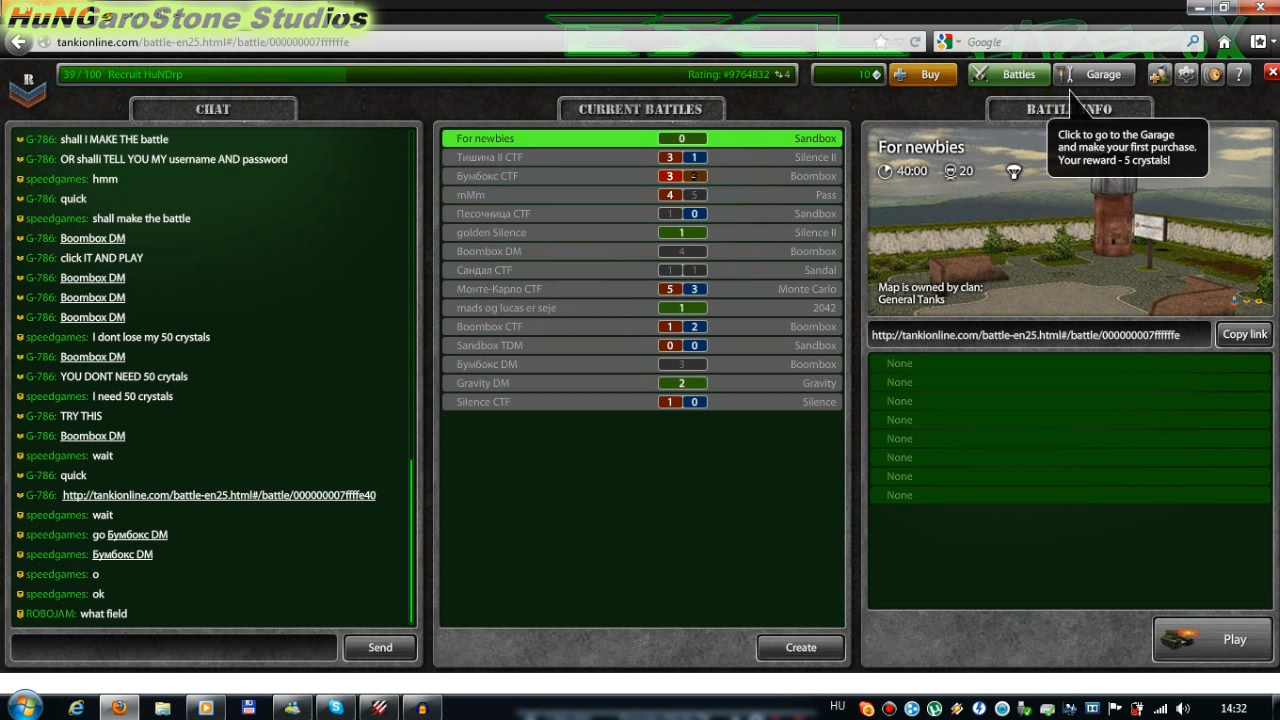 HuNGaroStone Studios
tankionline.com/battle-en25.html#/battle/000000007ffffffe
Google
R
39 / 100 Recruit HuNDrp
Rating: #9764832 4
10
Buy
Battles
Garage
?
CHAT
G-786: shall I MAKE THE battle
G-786: OR shalli TELL YOU MY username AND password
speedgames: hmm
G-786: quick
speedgames: shall make the battle
G-786: Boombox DM
G-786: click IT AND PLAY
G-786: Boombox DM
G-786: Boombox DM
G-786: Boombox DM
speedgames: I dont lose my 50 crystals
G-786: Boombox DM
G-786: YOU DONT NEED 50 crytals
speedgames: I need 50 crystals
G-786: TRY THIS
G-786: Boombox DM
speedgames: wait
G-786: quick
G-786: http://tankionline.com/battle-en25.html#/battle/000000007ffffe40
speedgames: wait
speedgames: go Бумбокс DM
speedgames: Бумбокс DM
speedgames: o
speedgames: ok
ROBOJAM: what field
Send
CURRENT BATTLES
For newbies 0 Sandbox
Тишина II CTF 3 1 Silence II
Бумбокс CTF 3 Boombox
mMm 4 5 Pass
Песочница CTF 1 0 Sandbox
golden Silence 1 Silence II
Boombox DM 4 Boombox
Сандал CTF 1 1 Sandal
Монте-Карло CTF 5 3 Monte Carlo
mads og lucas er seje 1 2042
Boombox CTF 1 2 Boombox
Sandbox TDM 0 0 Sandbox
Бумбокс DM 3 Boombox
Gravity DM 2 Gravity
Silence CTF 1 0 Silence
Create
Click to go to the Garage
and make your first purchase.
Your reward - 5 crystals!
For newbies
40:00 20
Map is owned by clan:
General Tanks
http://tankionline.com/battle-en25.html#/battle/000000007ffffffe
Copy link
None
None
None
None
None
None
None
None
Play
HU
14:32